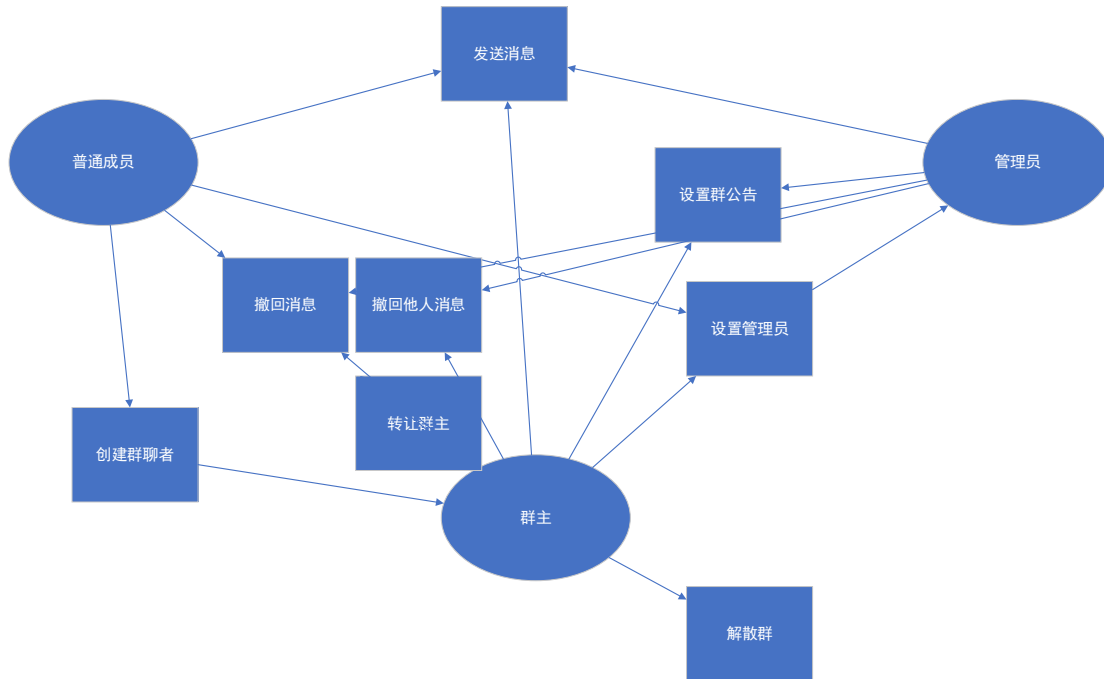 发送消息
普通成员
管理员
设置群公告
撤回消息
撤回他人消息
设置管理员
转让群主
创建群聊者
群主
解散群